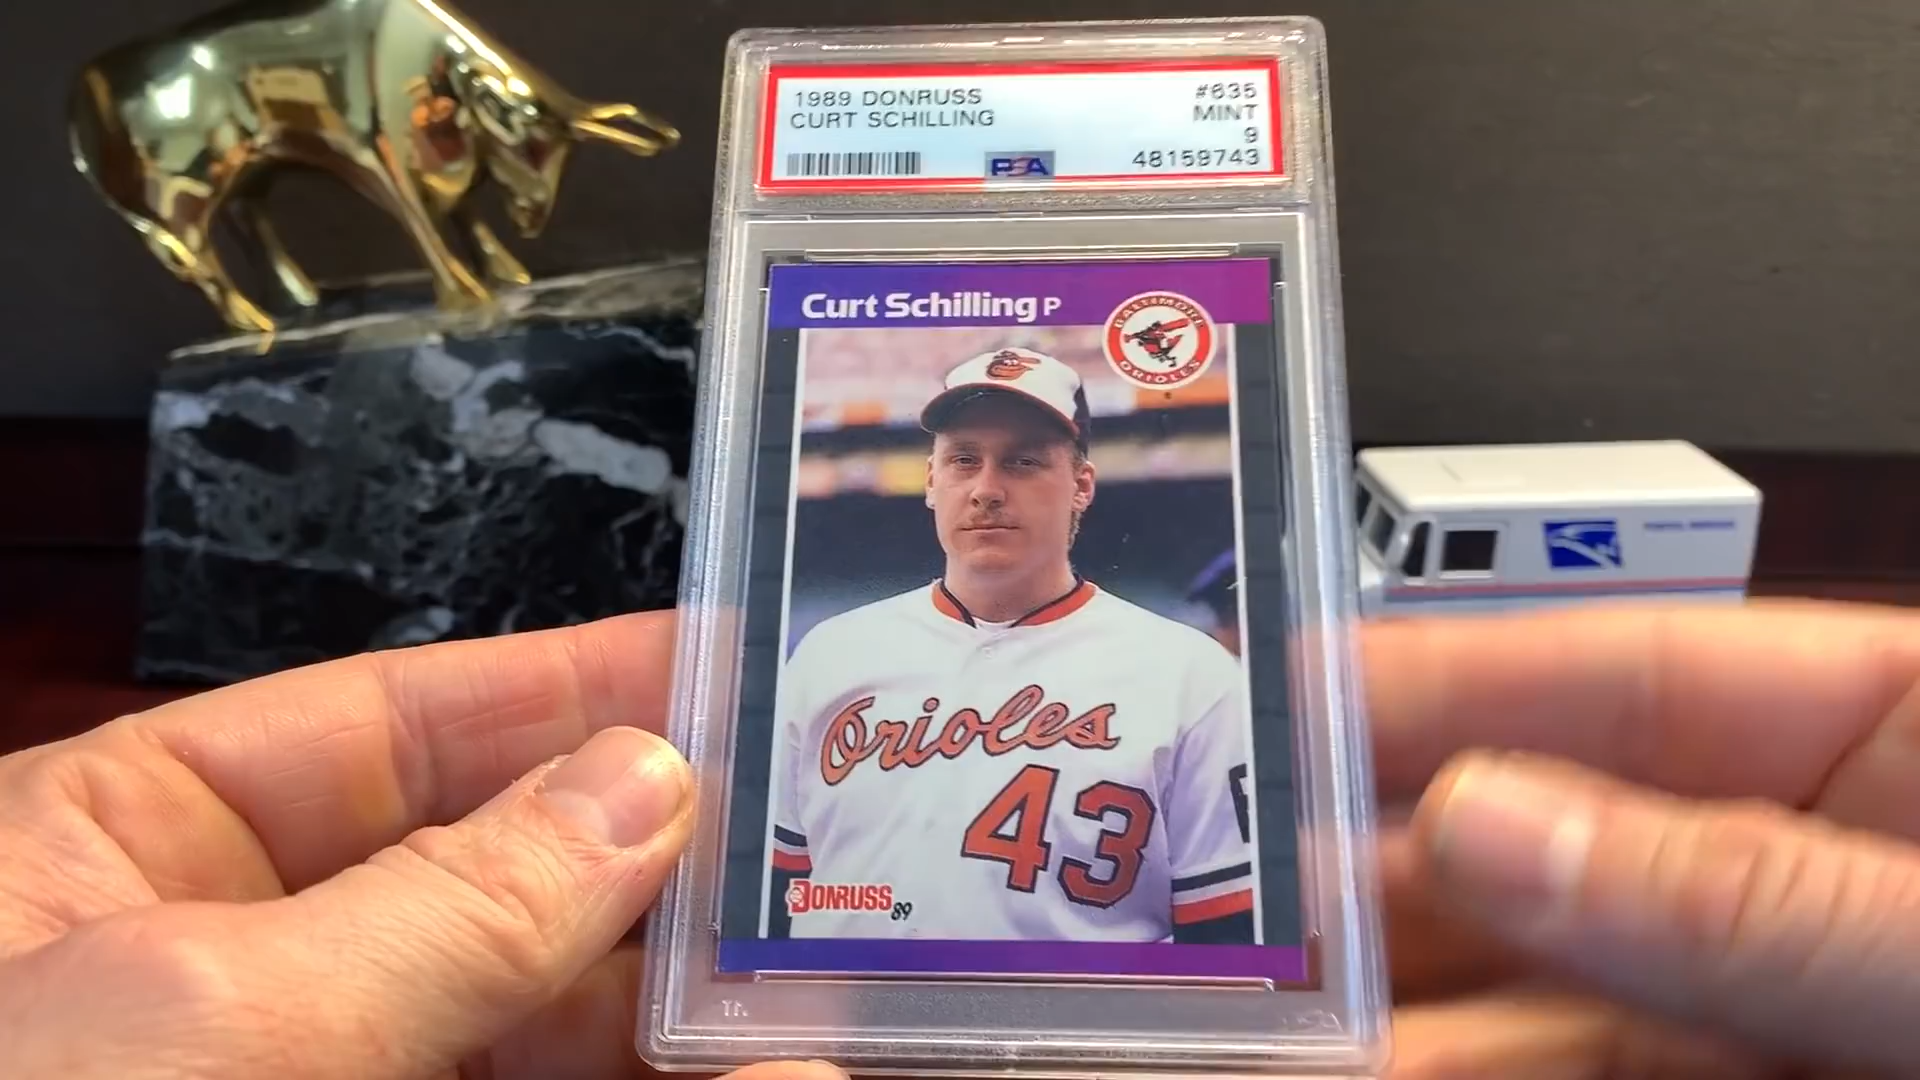 1989 DONRUSS
CURT SCHILLING
#635
MINT
9
48159743
PSA
Curt Schilling P
BALTIMORE
ORIOLES
Orioles
43
DONRUSS
89